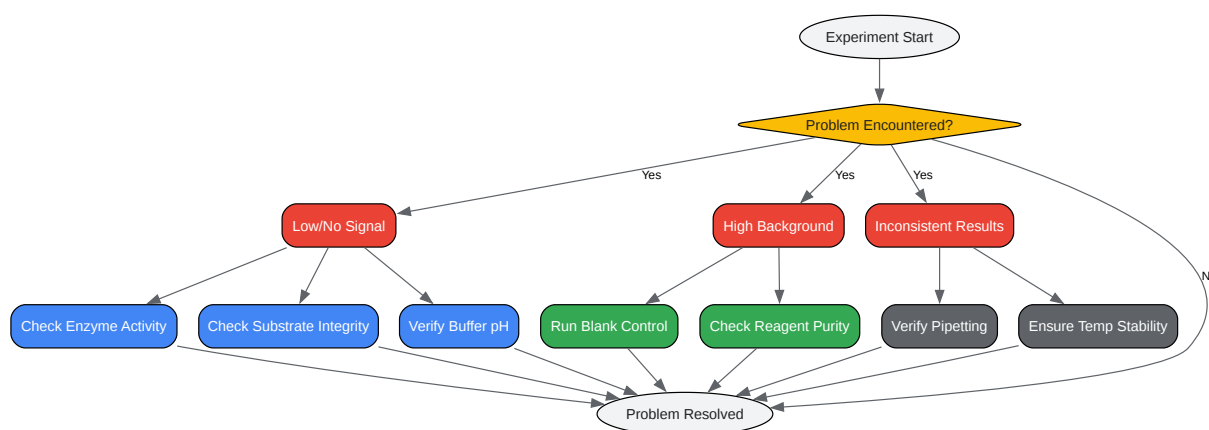 Experiment Start
Problem Encountered?
Yes
Yes
Yes
Low/No Signal
High Background
Inconsistent Results
N
Check Enzyme Activity
Check Substrate Integrity
Verify Buffer pH
Run Blank Control
Check Reagent Purity
Verify Pipetting
Ensure Temp Stability
Problem Resolved